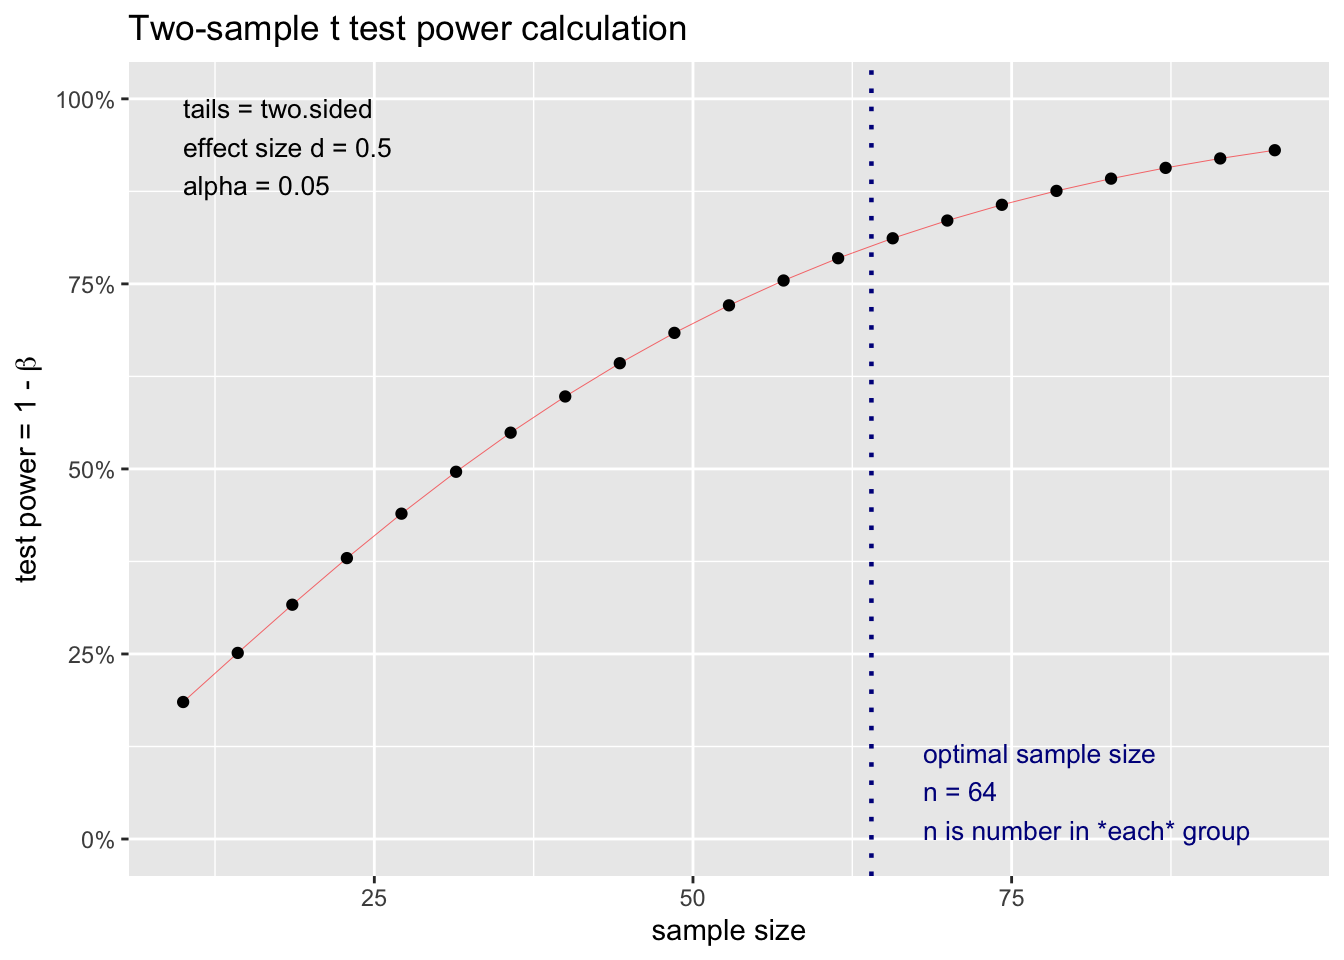 Two-sample t test power calculation
100%
75%
50%
25%
0%
test power = 1 - β
tails = two.sided
effect size d = 0.5
alpha = 0.05
optimal sample size
n = 64
n is number in *each* group
25
50
75
sample size